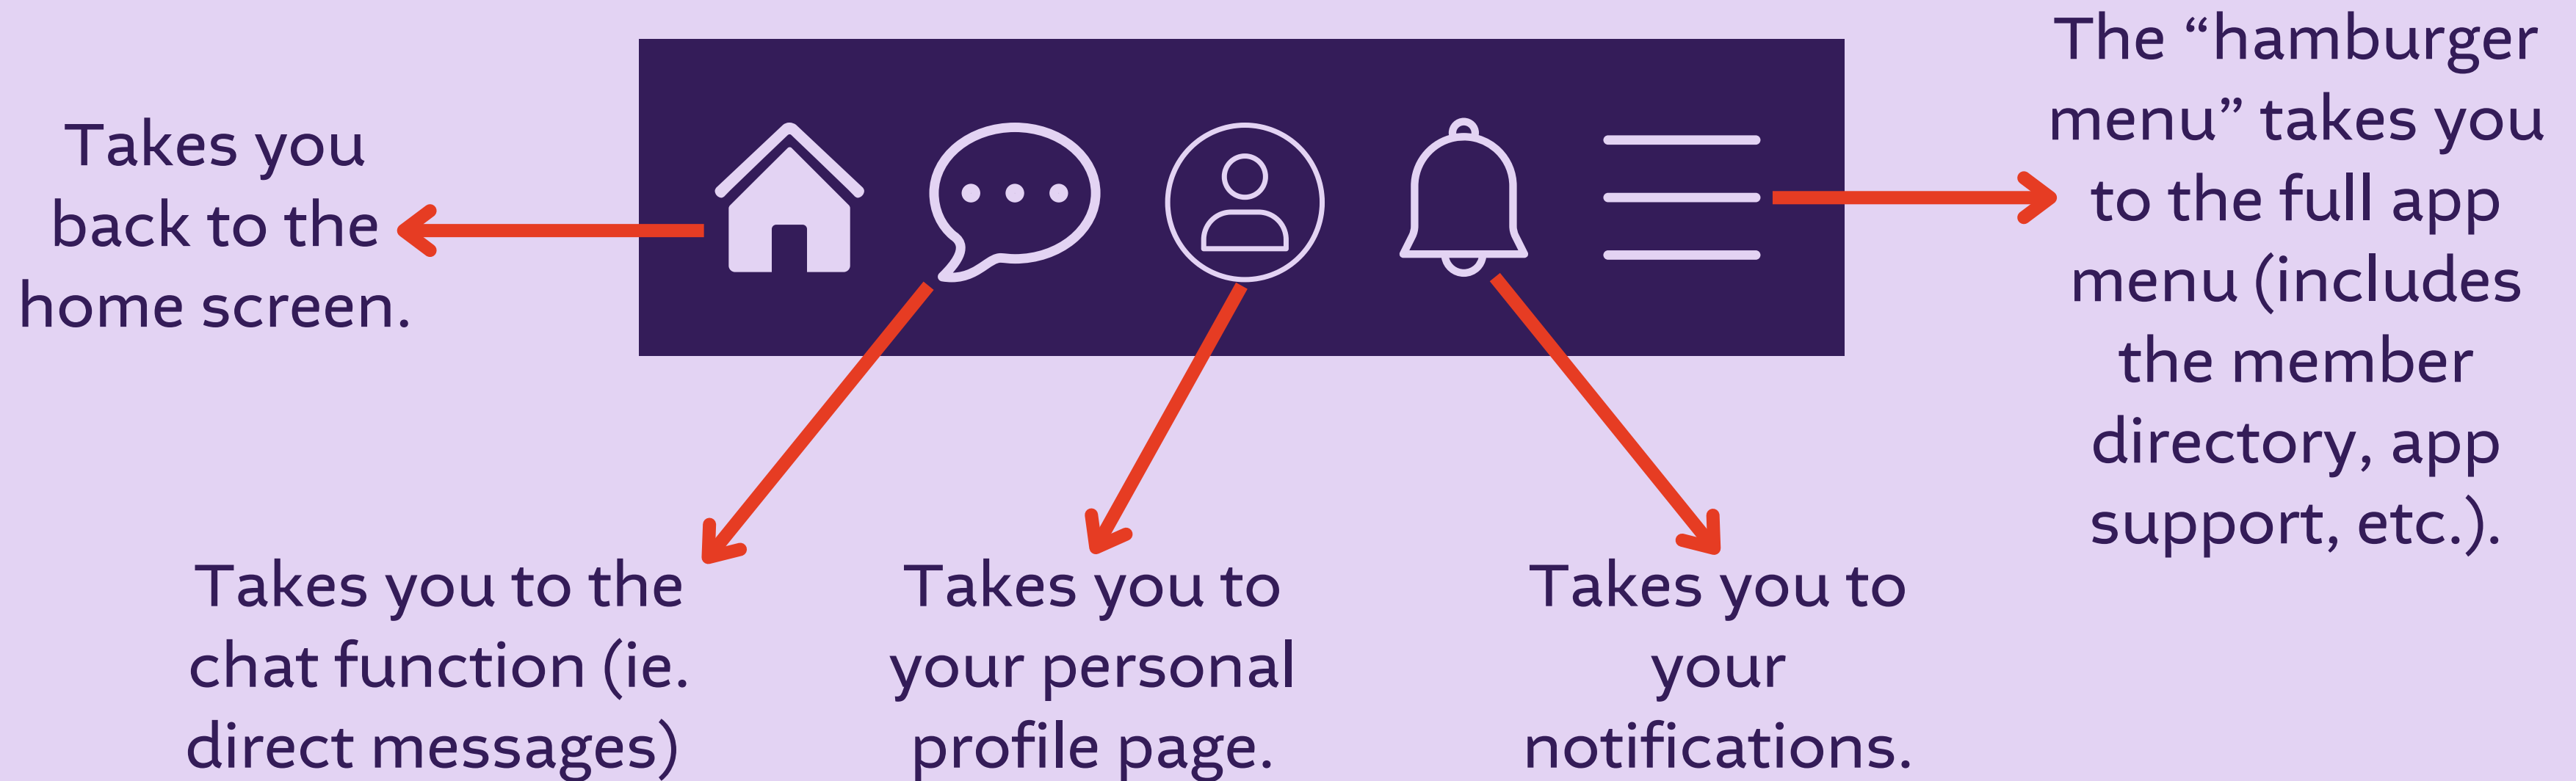 Takes you
back to the
home screen.
Takes you to the
chat function (ie.
direct messages)
Takes you to
your personal
profile page.
Takes you to
your
notifications.
The “hamburger
menu” takes you
to the full app
menu (includes
the member
directory, app
support, etc.).